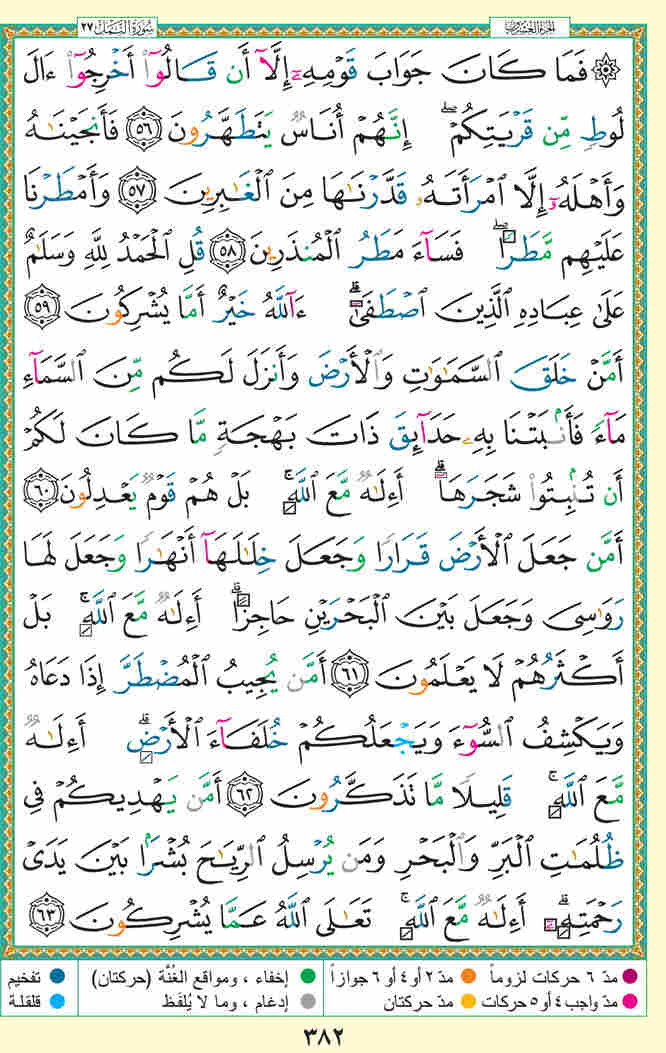 الجزء العشرون
سورة النمل ٢٧
۞ فَمَا كَانَ جَوَابَ قَوْمِهِۦٓ إِلَّآ أَن قَالُوٓا۟ أَخْرِجُوٓا۟ ءَالَ
لُوطٍ مِّن قَرْيَتِكُمْ ۖ إِنَّهُمْ أُنَاسٌ يَتَطَهَّرُونَ ٥٦ فَأَنجَيْنَـٰهُ
وَأَهْلَهُۥٓ إِلَّا ٱمْرَأَتَهُۥ قَدَّرْنَـٰهَا مِنَ ٱلْغَـٰبِرِينَ ٥٧ وَأَمْطَرْنَا
عَلَيْهِم مَّطَرًا ۖ فَسَآءَ مَطَرُ ٱلْمُنذَرِينَ ٥٨ قُلِ ٱلْحَمْدُ لِلَّهِ وَسَلَـٰمٌ
عَلَىٰ عِبَادِهِ ٱلَّذِينَ ٱصْطَفَىٰٓ ۗ ءَآللَّهُ خَيْرٌ أَمَّا يُشْرِكُونَ ٥٩
أَمَّنْ خَلَقَ ٱلسَّمَـٰوَٰتِ وَٱلْأَرْضَ وَأَنزَلَ لَكُم مِّنَ ٱلسَّمَآءِ
مَآءً فَأَنۢبَتْنَا بِهِۦ حَدَآئِقَ ذَاتَ بَهْجَةٍ مَّا كَانَ لَكُمْ
أَن تُنۢبِتُوا۟ شَجَرَهَآ ۗ أَءِلَـٰهٌ مَّعَ ٱللَّهِ ۚ بَلْ هُمْ قَوْمٌ يَعْدِلُونَ ٦٠
أَمَّن جَعَلَ ٱلْأَرْضَ قَرَارًا وَجَعَلَ خِلَـٰلَهَآ أَنْهَـٰرًا وَجَعَلَ لَهَا
رَوَٰسِىَ وَجَعَلَ بَيْنَ ٱلْبَحْرَيْنِ حَاجِزًا ۗ أَءِلَـٰهٌ مَّعَ ٱللَّهِ ۚ بَلْ
أَكْثَرُهُمْ لَا يَعْلَمُونَ ٦١ أَمَّن يُجِيبُ ٱلْمُضْطَرَّ إِذَا دَعَاهُ
وَيَكْشِفُ ٱلسُّوٓءَ وَيَجْعَلُكُمْ خُلَفَآءَ ٱلْأَرْضِ ۗ أَءِلَـٰهٌ
مَّعَ ٱللَّهِ ۚ قَلِيلًا مَّا تَذَكَّرُونَ ٦٢ أَمَّن يَهْدِيكُمْ فِى
ظُلُمَـٰتِ ٱلْبَرِّ وَٱلْبَحْرِ وَمَن يُرْسِلُ ٱلرِّيَـٰحَ بُشْرًۢا بَيْنَ يَدَىْ
رَحْمَتِهِۦٓ ۗ أَءِلَـٰهٌ مَّعَ ٱللَّهِ ۚ تَعَـٰلَى ٱللَّهُ عَمَّا يُشْرِكُونَ ٦٣
مدّ ٦ حركات لزوماً مدّ ٢ أو ٤ أو ٦ جوازاً إخفاء ، ومواقع الغُنَّة (حركتان) تفخيم
مدّ واجب ٤ أو ٥ حركات مدّ حركتان إدغام ، وما لا يُلفَظ قلقلة
٣٨٢